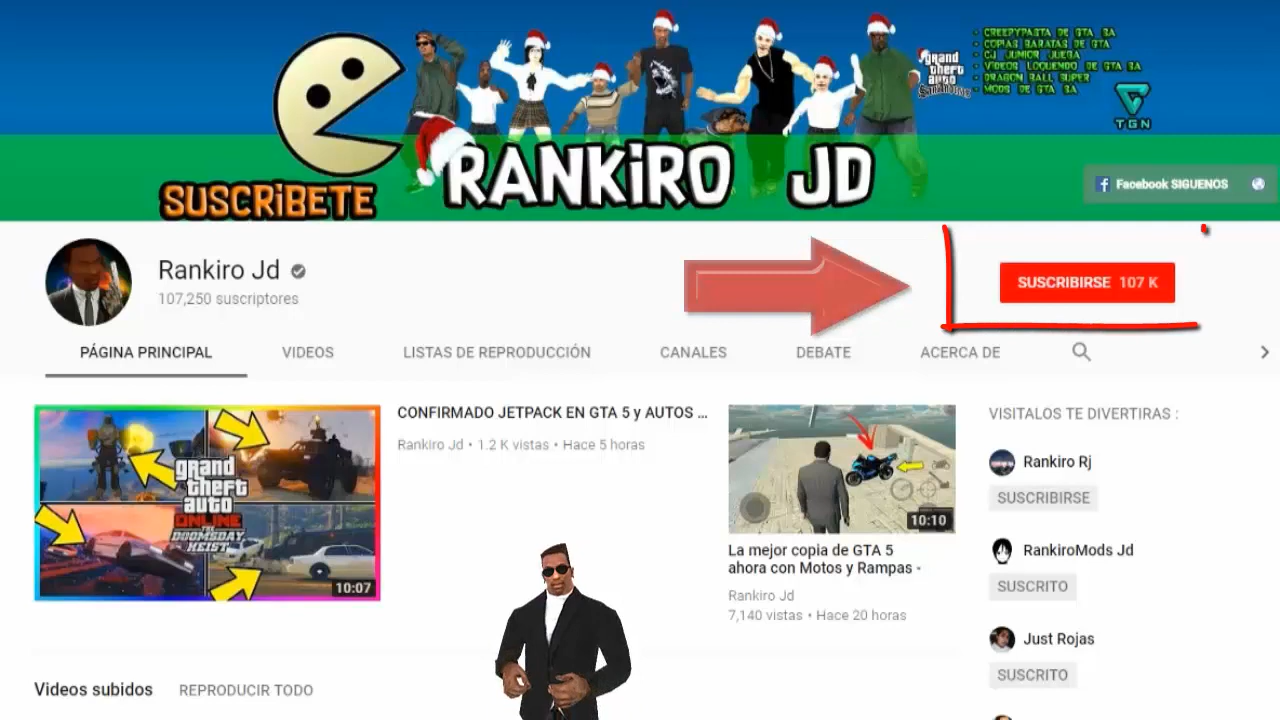 - CREEPYPASTA DE GTA SA
- COPIAS BARATAS DE GTA
- CJ JUNIOR JUEGA
- VIDEOS LOQUENDO DE GTA SA
- DRAGON BALL SUPER
- MODS DE GTA SA
grand
theft
auto
San Andreas
TGN
RANKiRO JD
SUSCRiBETE
Facebook SIGUENOS
Rankiro Jd
107,250 suscriptores
SUSCRIBIRSE 107 K
PÁGINA PRINCIPAL
VIDEOS
LISTAS DE REPRODUCCIÓN
CANALES
DEBATE
ACERCA DE
grand
theft
auto
ONLINE
THE
DOOMSDAY
HEIST
10:07
CONFIRMADO JETPACK EN GTA 5 y AUTOS ...
Rankiro Jd • 1.2 K vistas • Hace 5 horas
10:10
La mejor copia de GTA 5
ahora con Motos y Rampas -
Rankiro Jd
7,140 vistas • Hace 20 horas
VISITALOS TE DIVERTIRAS :
Rankiro Rj
SUSCRIBIRSE
RankiroMods Jd
SUSCRITO
Just Rojas
SUSCRITO
Videos subidos
REPRODUCIR TODO